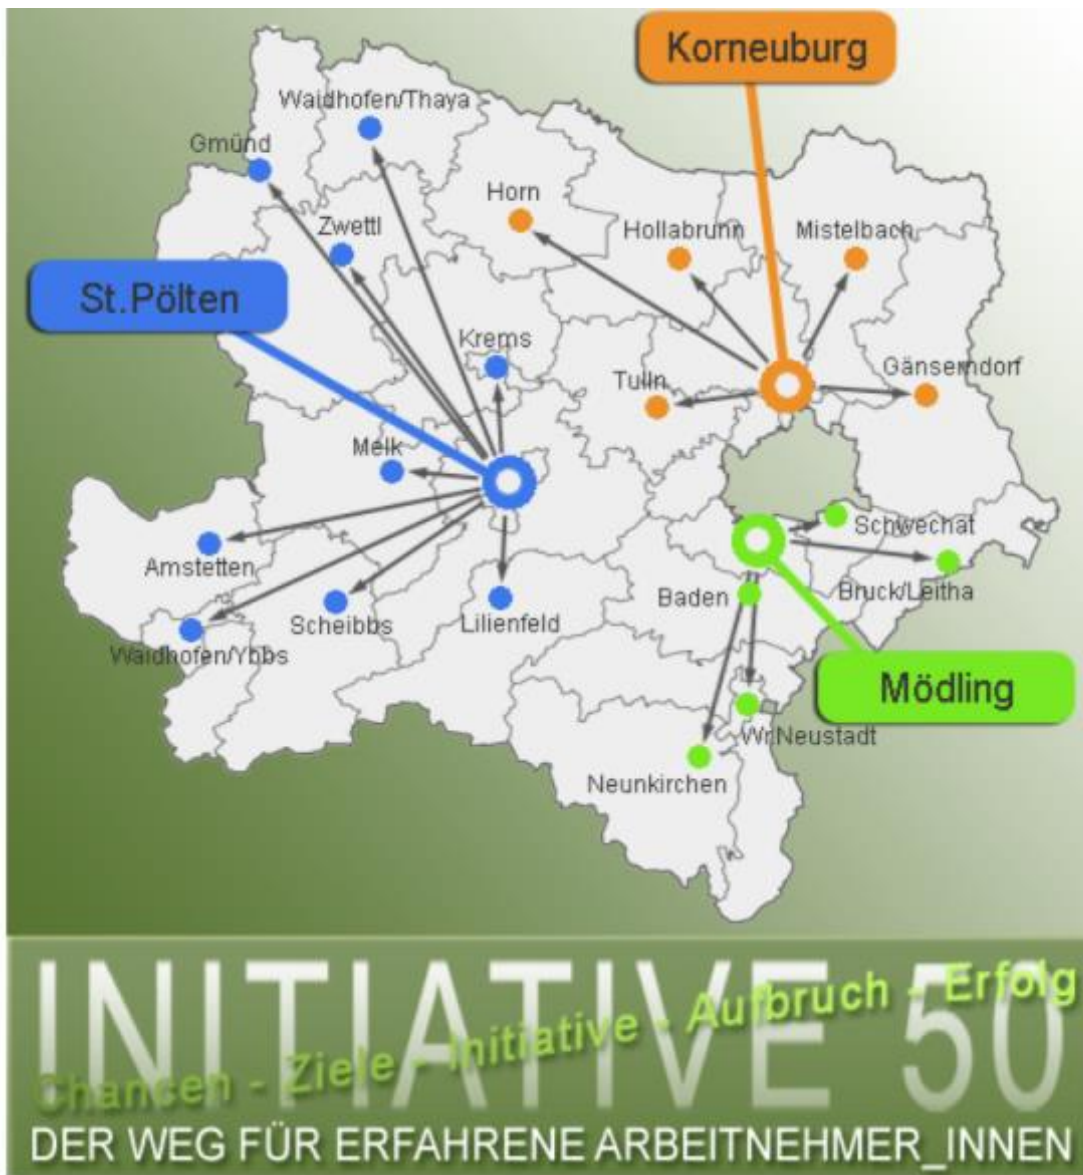 Korneuburg
Waidhofen/Thaya
Gmünd
Horn
Zwettl
Hollabrunn
Mistelbach
St.Pölten
Krems
Tulln
Gänserndorf
Melk
Schwechat
Amstetten
Baden
Bruck/Leitha
Scheibbs
Lilienfeld
Waidhofen/Ybbs
Mödling
Wr.Neustadt
Neunkirchen
INITIATIVE 50
Chancen - Ziele - Initiative - Aufbruch - Erfolg
DER WEG FÜR ERFAHRENE ARBEITNEHMER_INNEN